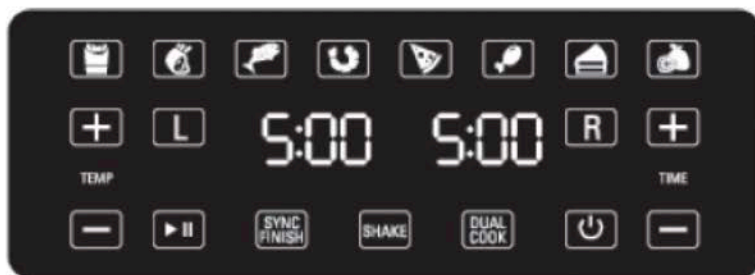 L
5:00
5:00
R
TEMP
TIME
SYNC
FINISH
SHAKE
DUAL
COOK